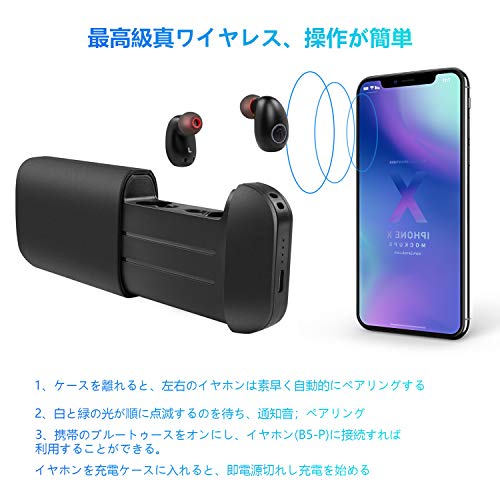 最高級真ワイヤレス、操作が簡単
L
X
IPHONE X
MOCKUPS
1、ケースを離れると、左右のイヤホンは素早く自動的にペアリングする
2、白と緑の光が順に点滅するのを待ち、通知音；ペアリング
3、携帯のブルートゥースをオンにし、イヤホン(B5-P)に接続すれば
利用することができる。
イヤホンを充電ケースに入れると、即電源切れし充電を始める